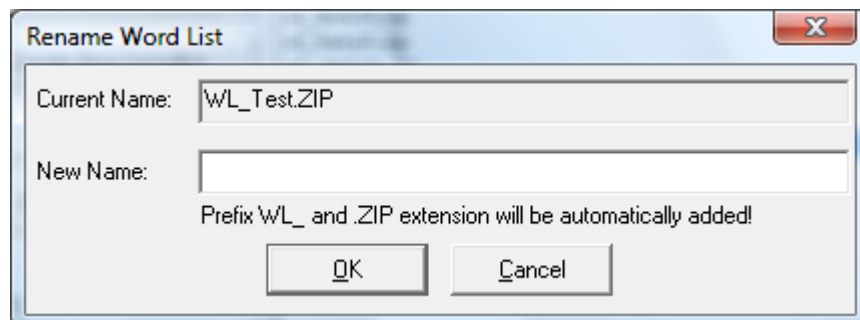 Rename Word List
Current Name: WL_Test.ZIP
New Name:
Prefix WL_ and .ZIP extension will be automatically added!
OK Cancel